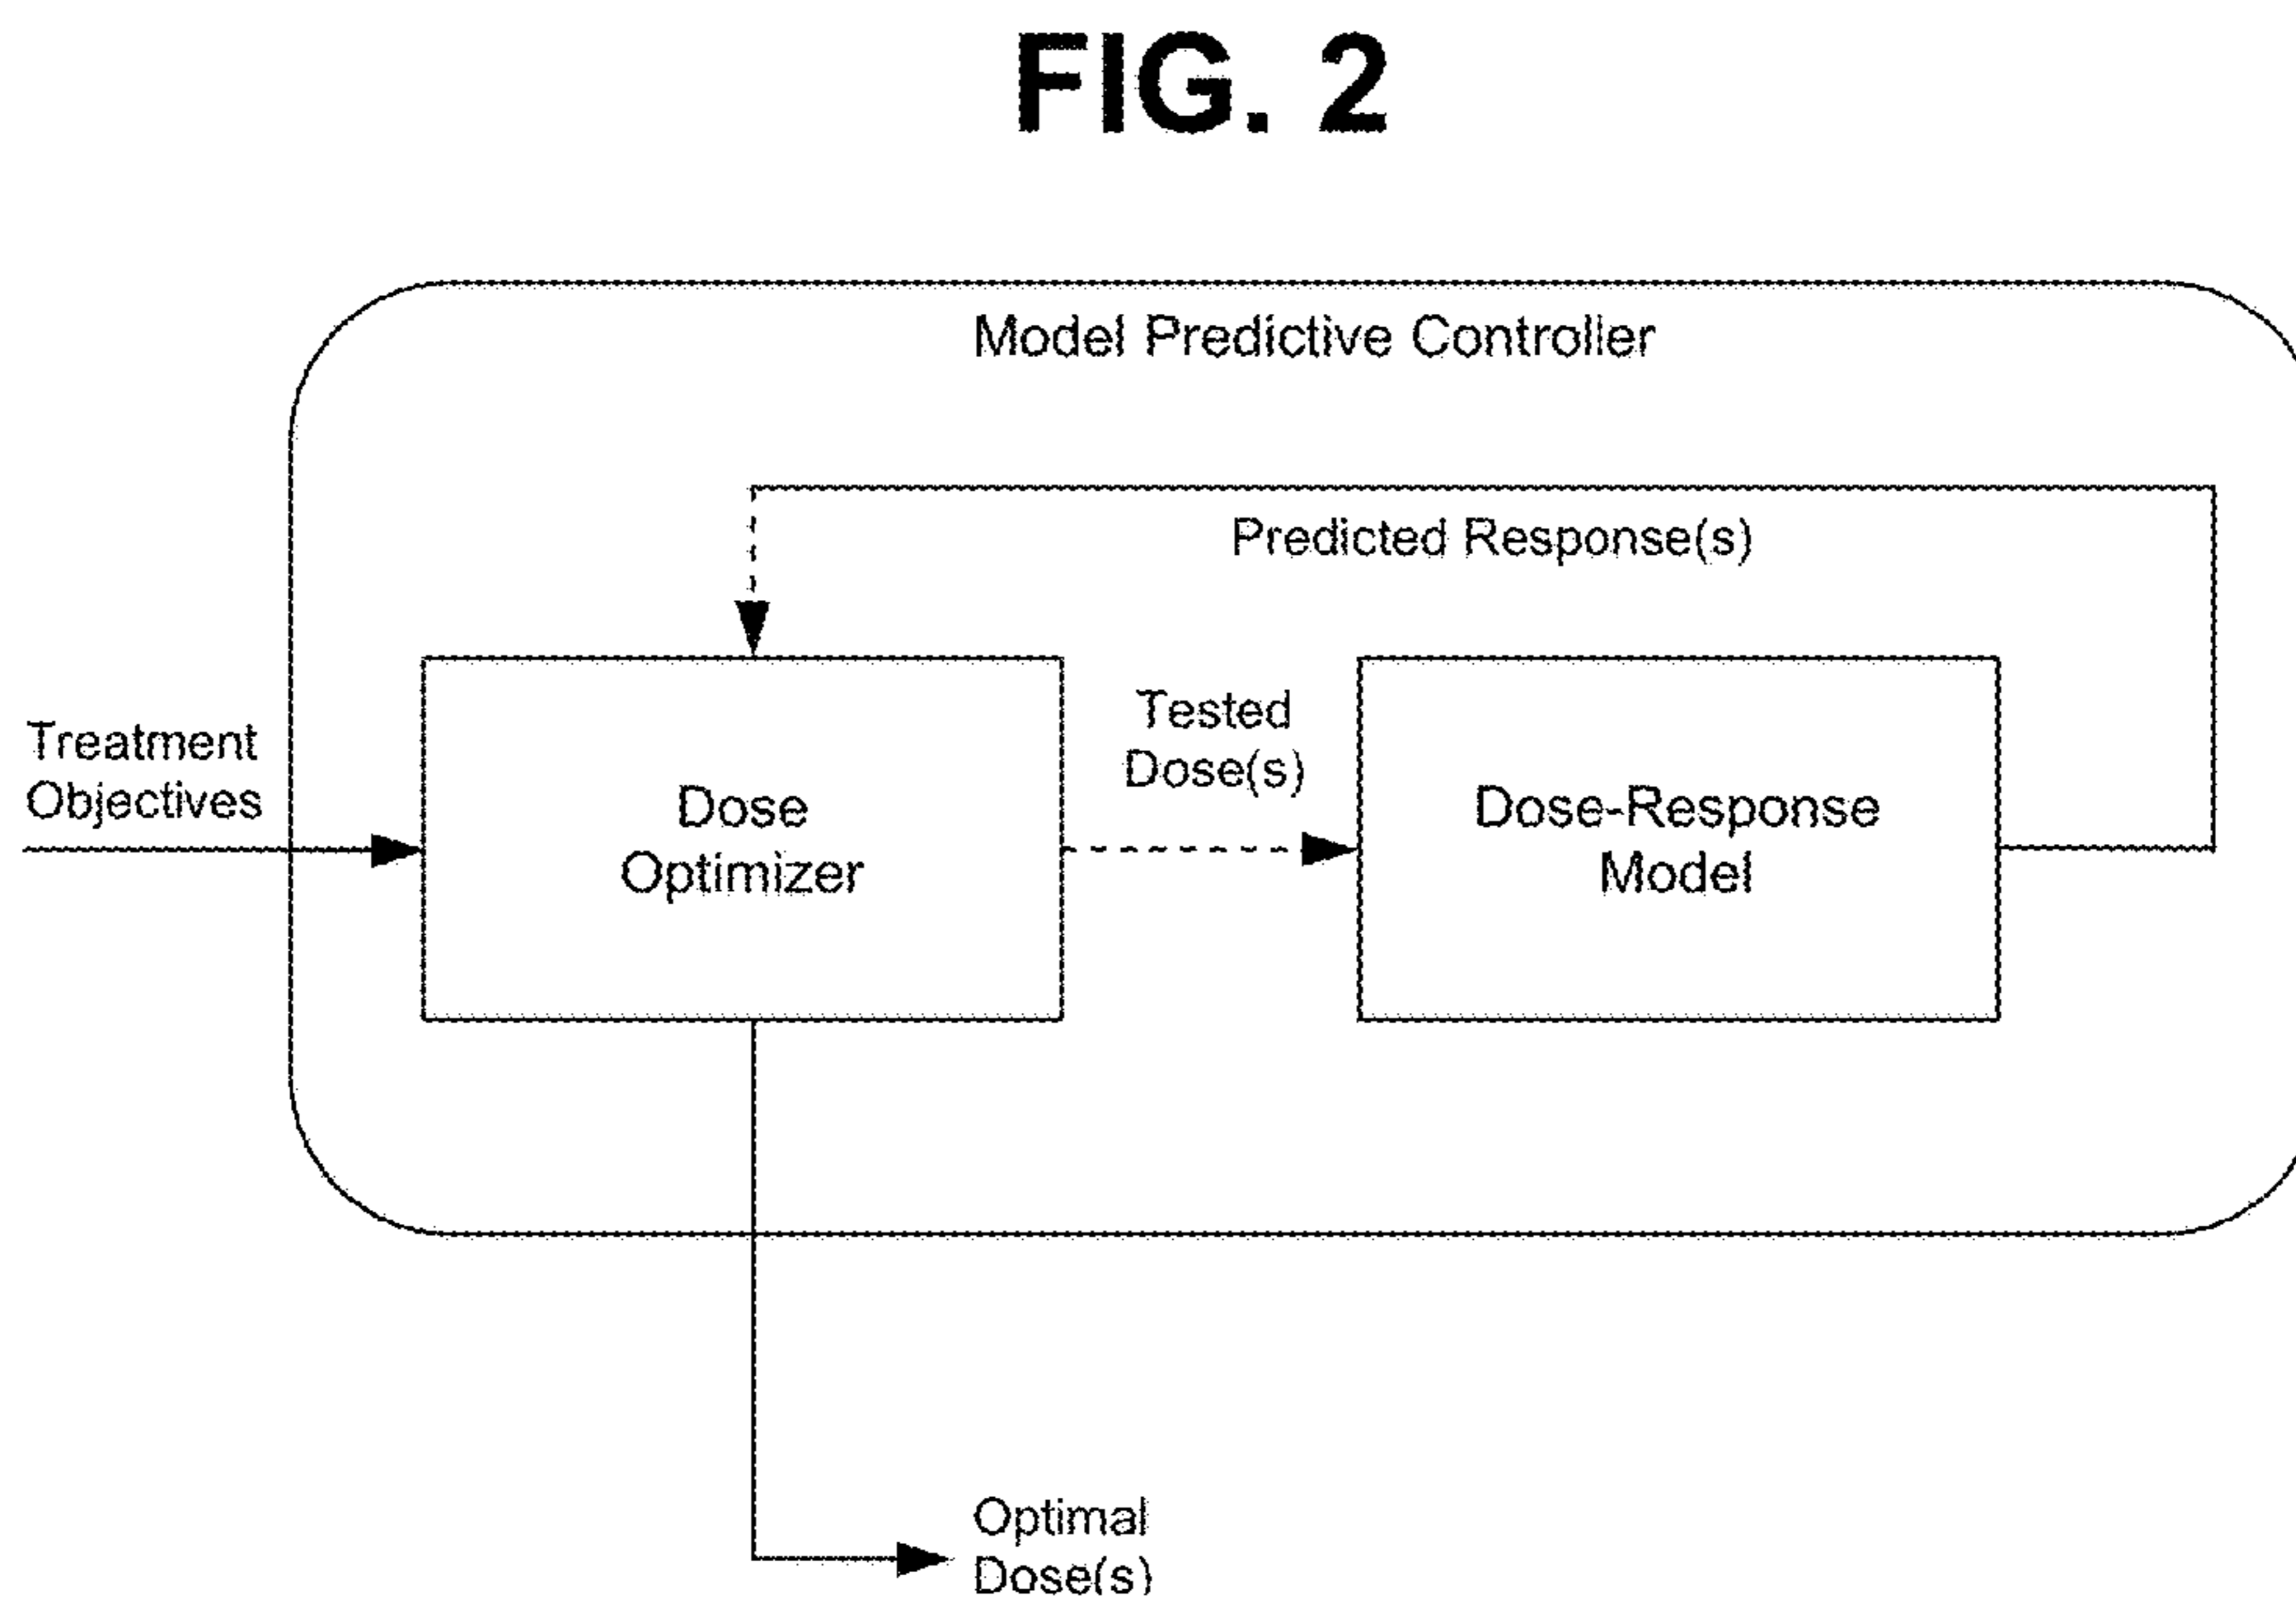 FIG. 2
Model Predictive Controller
Predicted Response(s)
Treatment
Objectives
Dose
Optimizer
Tested
Dose(s)
Dose-Response
Model
Optimal
Dose(s)